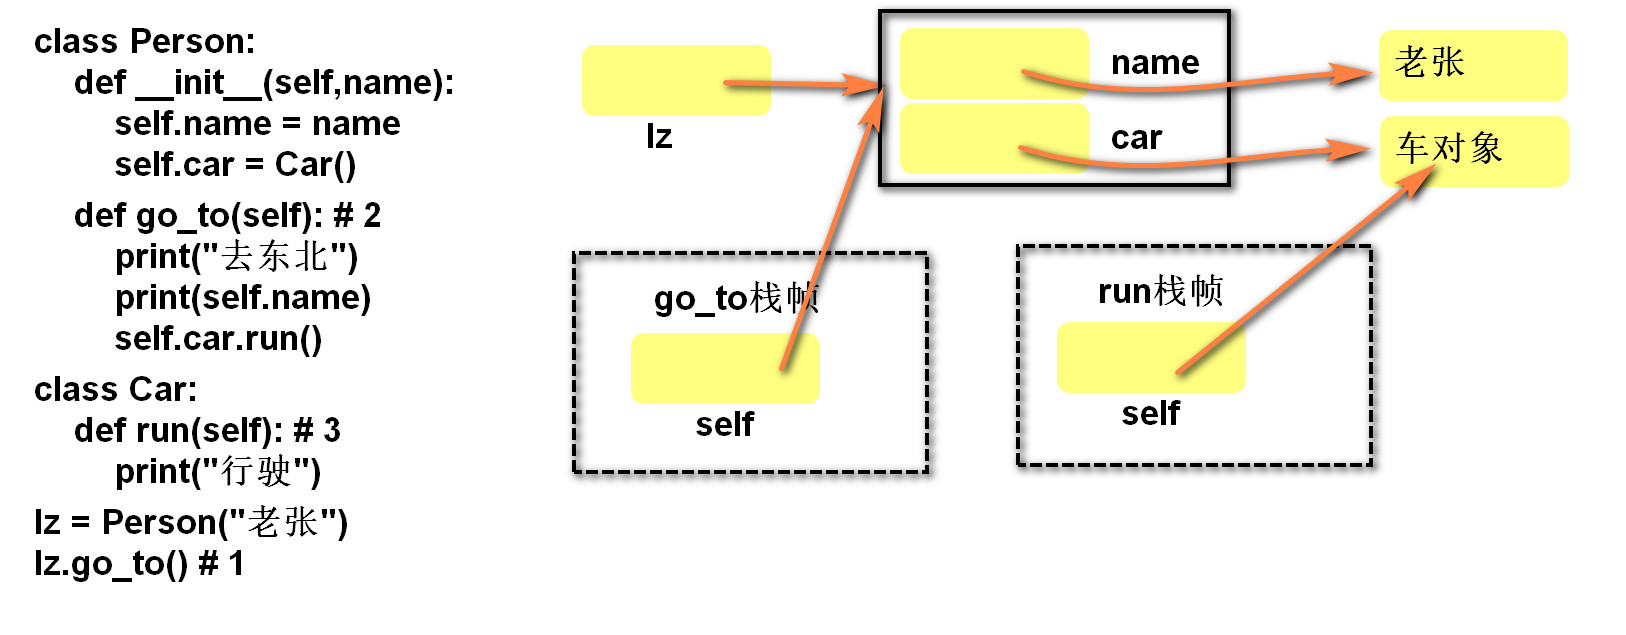 class Person:
def __init__(self,name):
self.name = name
self.car = Car()
def go_to(self): # 2
print("去东北")
print(self.name)
self.car.run()
class Car:
def run(self): # 3
print("行驶")
lz = Person("老张")
lz.go_to() # 1
lz
name
car
老张
车对象
go_to栈帧
self
run栈帧
self